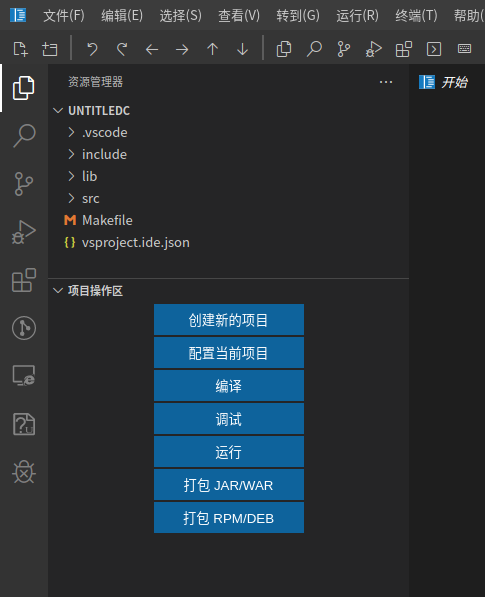 文件(F) 编辑(E) 选择(S) 查看(V) 转到(G) 运行(R) 终端(T) 帮助(
资源管理器
开始
UNTITLEDC
.vscode
include
lib
src
Makefile
vsproject.ide.json
项目操作区
创建新的项目
配置当前项目
编译
调试
运行
打包 JAR/WAR
打包 RPM/DEB